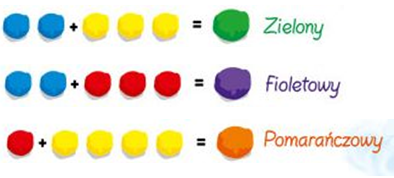 + = Zielony
+ = Fioletowy
+ = Pomarańczowy